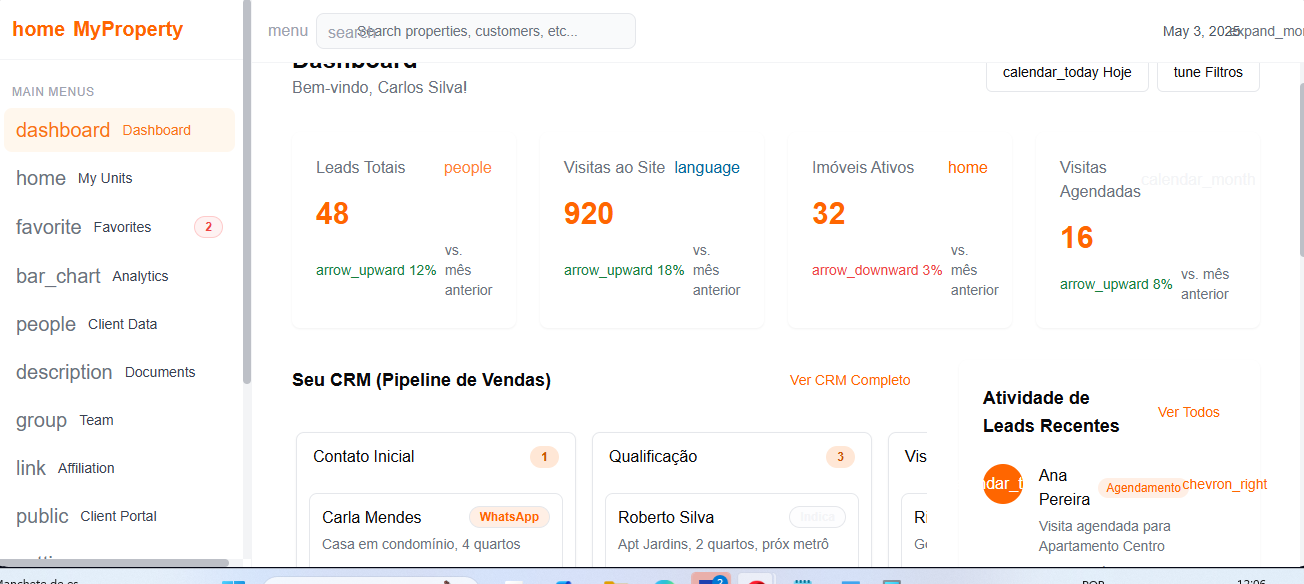 home MyProperty
menu
search
Search properties, customers, etc...
May 3, 2025
MAIN MENUS
dashboard Dashboard
home My Units
favorite Favorites 2
bar_chart Analytics
people Client Data
description Documents
group Team
link Affiliation
public Client Portal
Dashboard
Bem-vindo, Carlos Silva!
calendar_today Hoje
tune Filtros
Leads Totais people
48
arrow_upward 12% vs. mês anterior
Visitas ao Site language
920
arrow_upward 18% vs. mês anterior
Imóveis Ativos home
32
arrow_downward 3% vs. mês anterior
Visitas Agendadas calendar_month
16
arrow_upward 8% vs. mês anterior
Seu CRM (Pipeline de Vendas)
Ver CRM Completo
Contato Inicial 1
Carla Mendes WhatsApp
Casa em condomínio, 4 quartos
Qualificação 3
Roberto Silva Indica
Apt Jardins, 2 quartos, próx metrô
Vis
Atividade de
Leads Recentes
Ver Todos
Ana
Pereira
Agendamento
chevron_right
Visita agendada para
Apartamento Centro
2